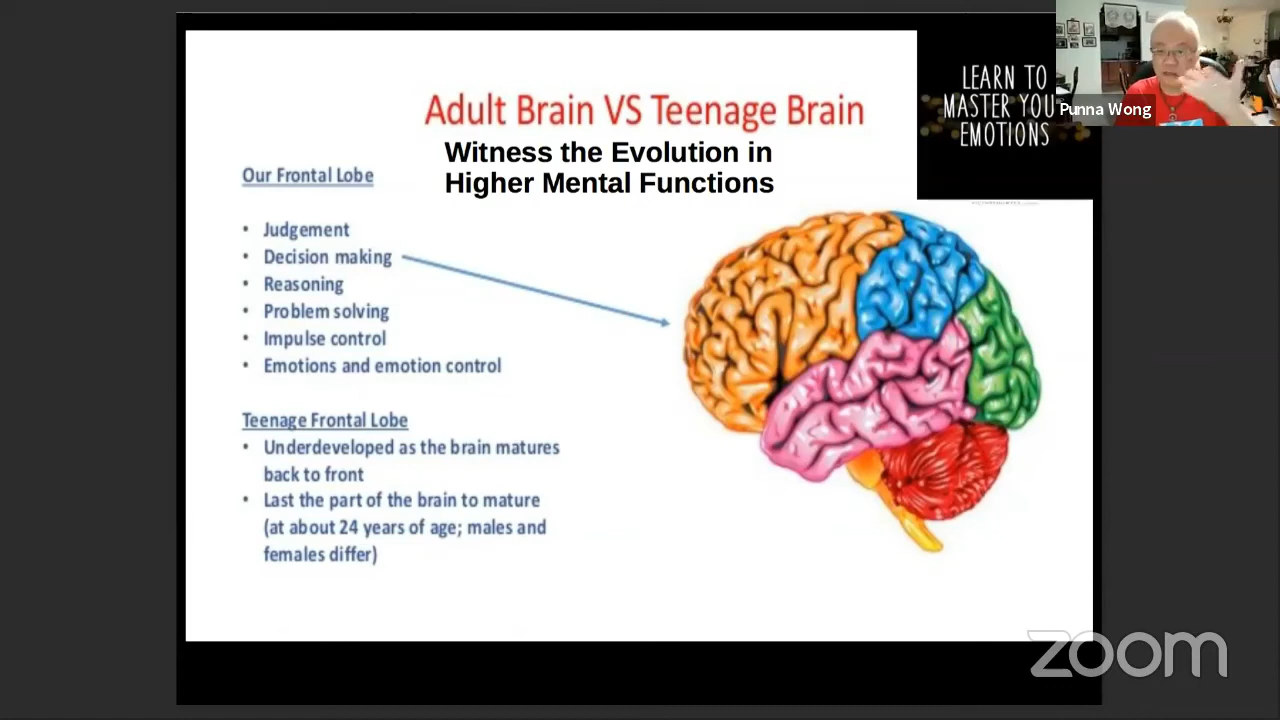 Adult Brain VS Teenage Brain
Witness the Evolution in
Higher Mental Functions
LEARN TO
MASTER YOU
EMOTIONS
Punna Wong
Our Frontal Lobe
• Judgement
• Decision making
• Reasoning
• Problem solving
• Impulse control
• Emotions and emotion control
Teenage Frontal Lobe
• Underdeveloped as the brain matures
back to front
• Last the part of the brain to mature
(at about 24 years of age; males and
females differ)
zoom